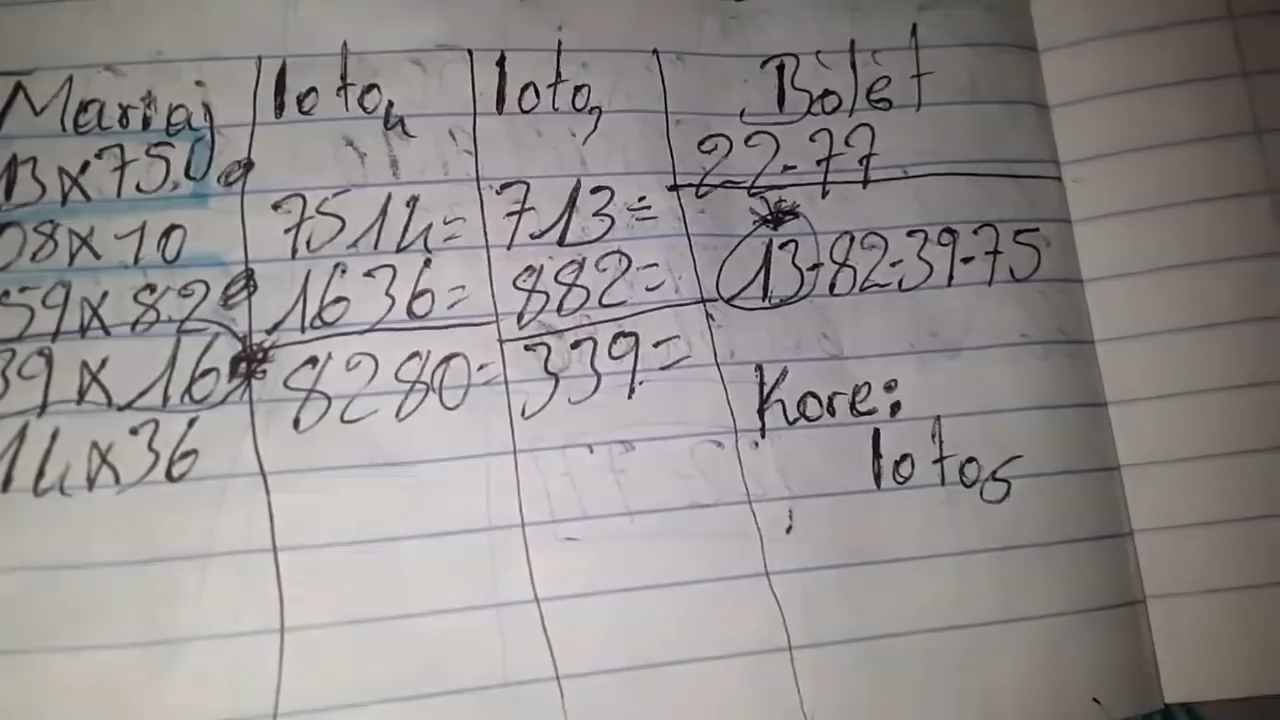 Mariaj loto4 loto3 Bòlèt
13x75.0 22-77
08x10 7514= 713= 13-82-39-75
59x82 1636= 882=
39x16 8280= 339= Kore:
14x36 loto5